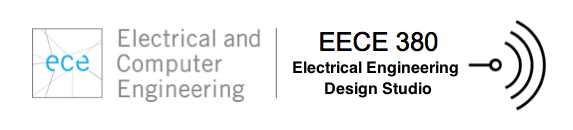 ece
Electrical and
Computer
Engineering
EECE 380
Electrical Engineering
Design Studio